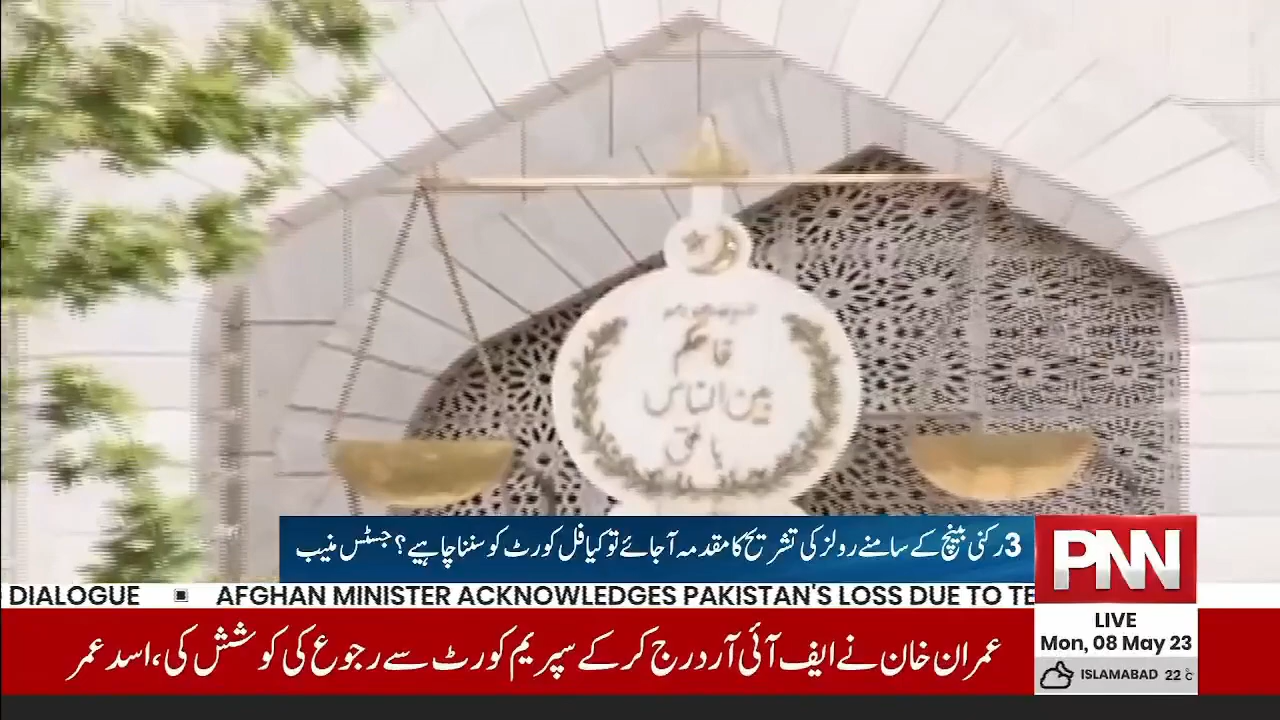 فاحكم
بين الناس
بالحق
3 رکنی بینچ کے سامنے رولز کی تشریح کا مقدمہ آجائے تو کیا فل کورٹ کو سننا چاہیے؟ جسٹس منیب
PNN
DIALOGUE ▪ AFGHAN MINISTER ACKNOWLEDGES PAKISTAN'S LOSS DUE TO TE
LIVE
Mon, 08 May 23
ISLAMABAD 22°C
عمران خان نے ایف آئی آر درج کر کے سپریم کورٹ سے رجوع کی کوشش کی، اسد عمر